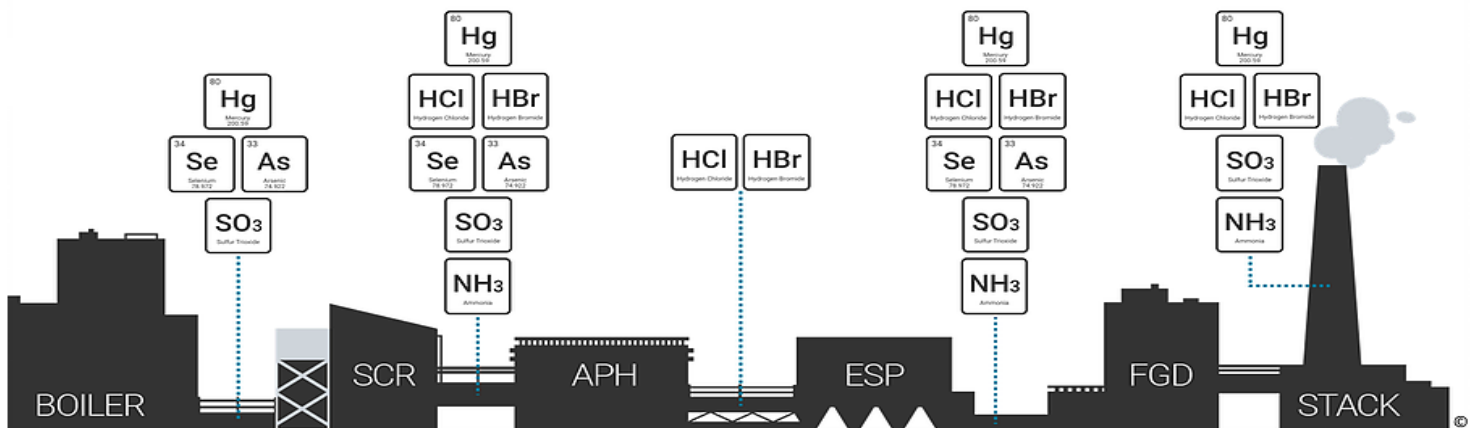 80
Hg
Mercury
200.59
34
Se
Selenium
78.972
33
As
Arsenic
74.922
SO3
Sulfur Trioxide
80
Hg
Mercury
200.59
HCl
Hydrogen Chloride
HBr
Hydrogen Bromide
34
Se
Selenium
78.972
33
As
Arsenic
74.922
SO3
Sulfur Trioxide
NH3
Ammonia
HCl
Hydrogen Chloride
HBr
Hydrogen Bromide
80
Hg
Mercury
200.59
HCl
Hydrogen Chloride
HBr
Hydrogen Bromide
34
Se
Selenium
78.972
33
As
Arsenic
74.922
SO3
Sulfur Trioxide
NH3
Ammonia
80
Hg
Mercury
200.59
HCl
Hydrogen Chloride
HBr
Hydrogen Bromide
SO3
Sulfur Trioxide
NH3
Ammonia
BOILER
SCR
APH
ESP
FGD
STACK
©